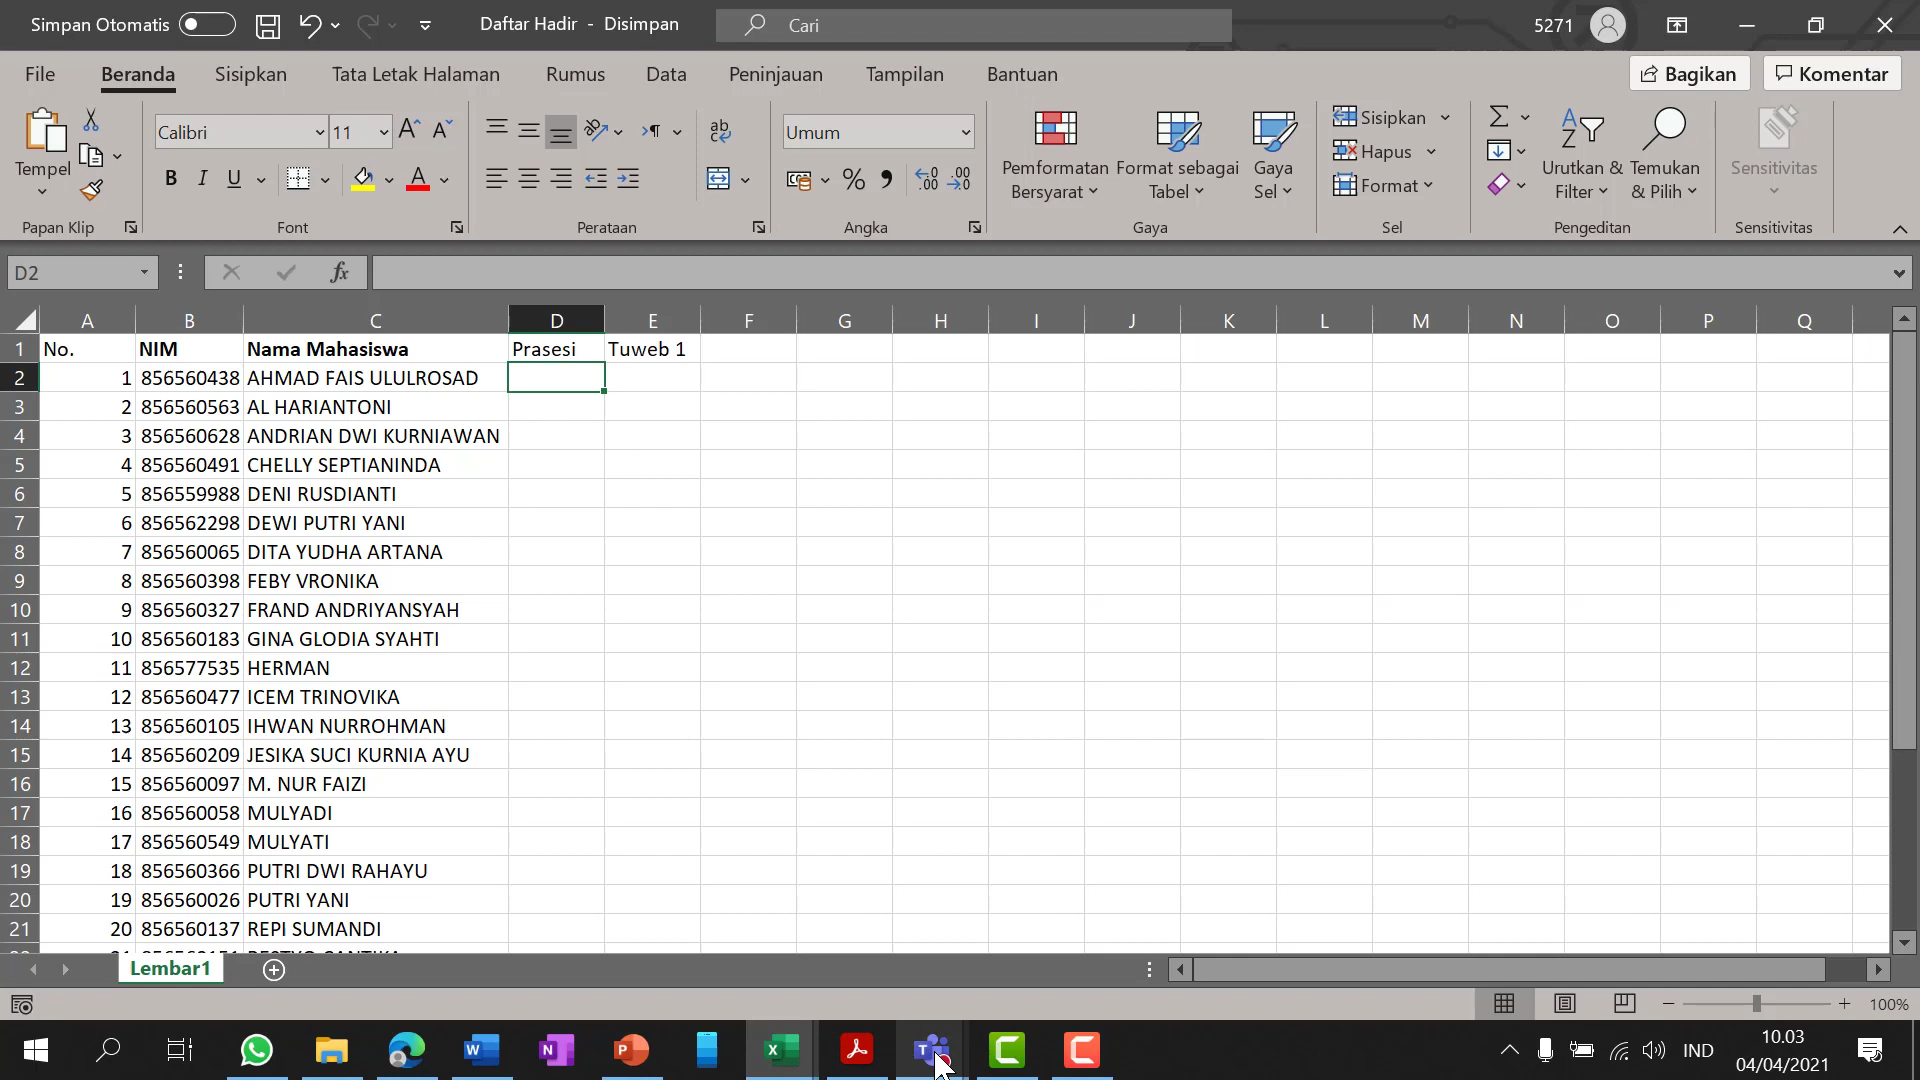 Simpan Otomatis
Daftar Hadir - Disimpan
Cari
5271
File Beranda Sisipkan Tata Letak Halaman Rumus Data Peninjauan Tampilan Bantuan Bagikan Komentar
Tempel
Calibri 11
Umum
Pemformatan Bersyarat
Format sebagai Tabel
Gaya Sel
Sisipkan
Hapus
Format
Urutkan & Filter
Temukan & Pilih
Sensitivitas
Papan Klip Font Perataan Angka Gaya Sel Pengeditan Sensitivitas
D2
A B C D E F G H I J K L M N O P Q
1 No. NIM Nama Mahasiswa Prasesi Tuweb 1
2 1 856560438 AHMAD FAIS ULULROSAD
3 2 856560563 AL HARIANTONI
4 3 856560628 ANDRIAN DWI KURNIAWAN
5 4 856560491 CHELLY SEPTIANINDA
6 5 856559988 DENI RUSDIANTI
7 6 856562298 DEWI PUTRI YANI
8 7 856560065 DITA YUDHA ARTANA
9 8 856560398 FEBY VRONIKA
10 9 856560327 FRAND ANDRIYANSYAH
11 10 856560183 GINA GLODIA SYAHTI
12 11 856577535 HERMAN
13 12 856560477 ICEM TRINOVIKA
14 13 856560105 IHWAN NURROHMAN
15 14 856560209 JESIKA SUCI KURNIA AYU
16 15 856560097 M. NUR FAIZI
17 16 856560058 MULYADI
18 17 856560549 MULYATI
19 18 856560366 PUTRI DWI RAHAYU
20 19 856560026 PUTRI YANI
21 20 856560137 REPI SUMANDI
Lembar1
100%
IND
10.03
04/04/2021